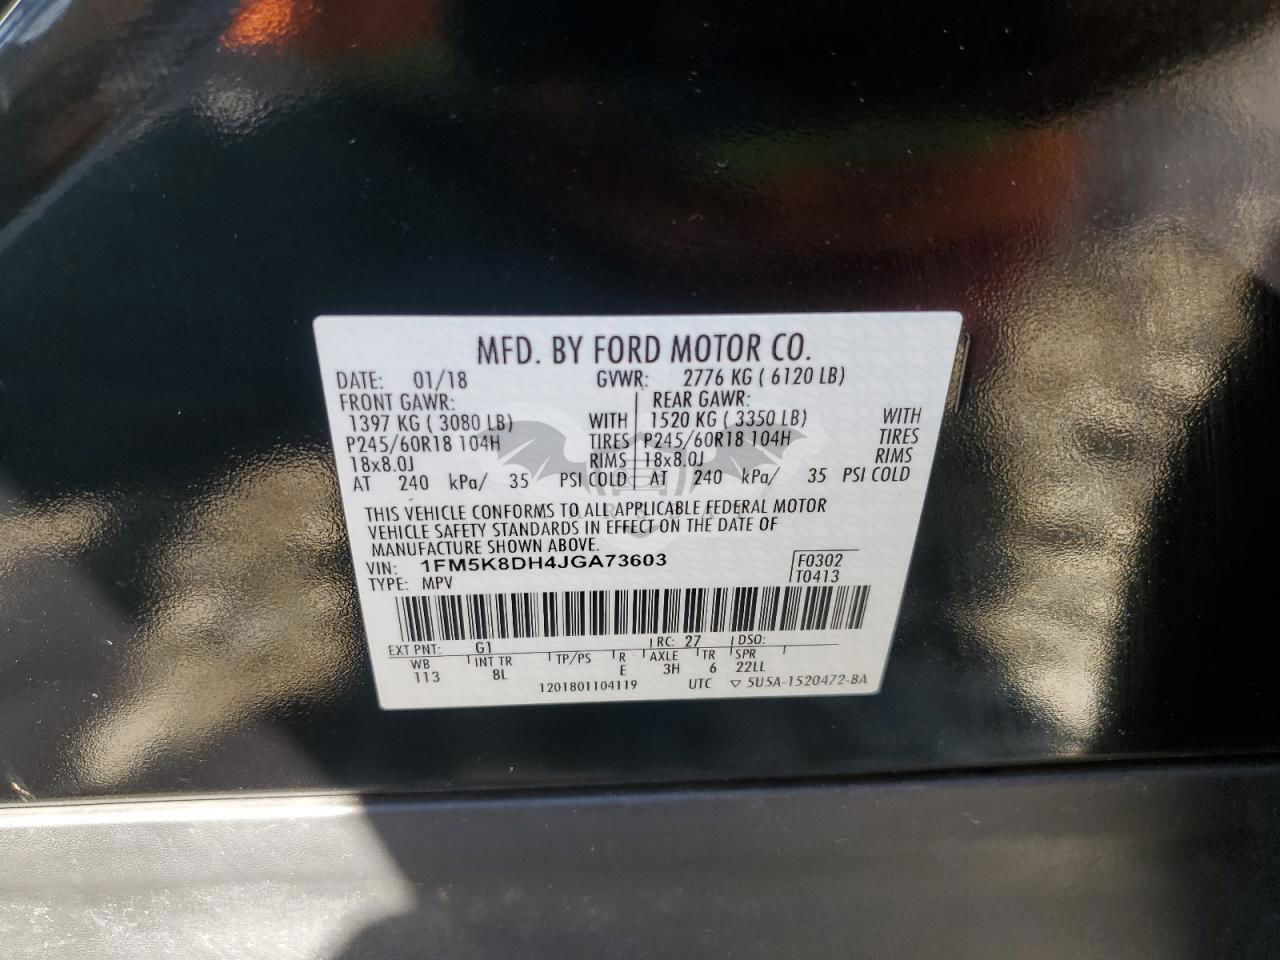 MFD. BY FORD MOTOR CO.
DATE: 01/18 GVWR: 2776 KG ( 6120 LB)
FRONT GAWR: REAR GAWR:
1397 KG ( 3080 LB) WITH 1520 KG ( 3350 LB) WITH
P245/60R18 104H TIRES P245/60R18 104H TIRES
18x8.0J RIMS 18x8.0J RIMS
AT 240 kPa/ 35 PSI COLD AT 240 kPa/ 35 PSI COLD
THIS VEHICLE CONFORMS TO ALL APPLICABLE FEDERAL MOTOR
VEHICLE SAFETY STANDARDS IN EFFECT ON THE DATE OF
MANUFACTURE SHOWN ABOVE.
VIN: 1FM5K8DH4JGA73603 F0302
TYPE: MPV T0413
EXT PNT: G1 RC: 27 DSO:
WB INT TR TP/PS R AXLE TR SPR
113 8L E 3H 6 22LL
1201801104119 UTC ▽ 5U5A-1520472-BA